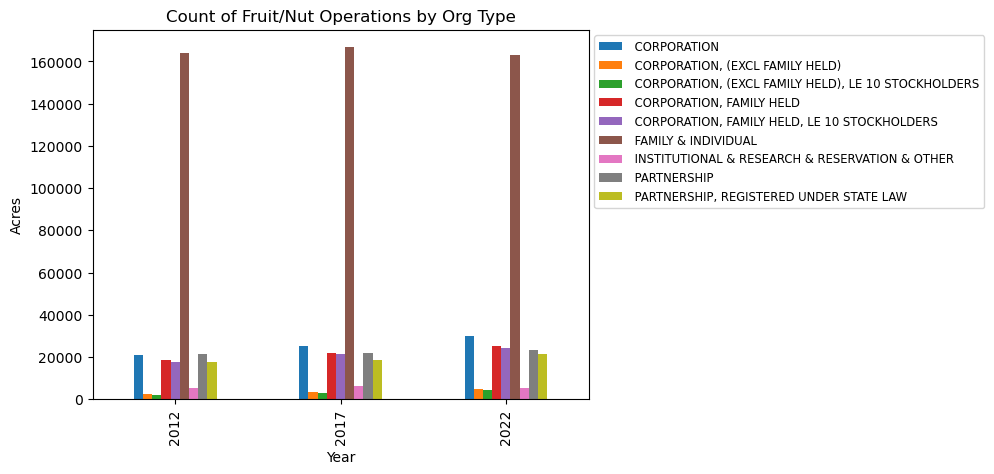 Count of Fruit/Nut Operations by Org Type
160000
140000
120000
100000
80000
60000
40000
20000
0
Acres
2012
2017
2022
Year
CORPORATION
CORPORATION, (EXCL FAMILY HELD)
CORPORATION, (EXCL FAMILY HELD), LE 10 STOCKHOLDERS
CORPORATION, FAMILY HELD
CORPORATION, FAMILY HELD, LE 10 STOCKHOLDERS
FAMILY & INDIVIDUAL
INSTITUTIONAL & RESEARCH & RESERVATION & OTHER
PARTNERSHIP
PARTNERSHIP, REGISTERED UNDER STATE LAW